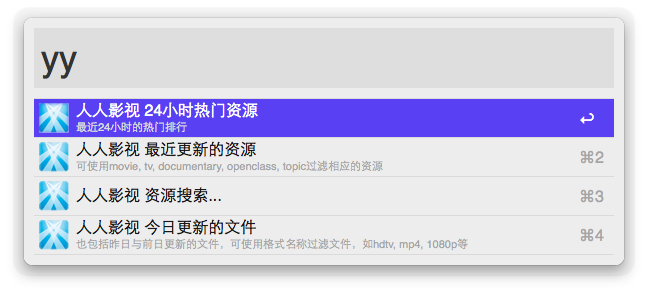 yy
人人影视 24小时热门资源
最近24小时的热门排行
↩
人人影视 最近更新的资源
可使用movie, tv, documentary, openclass, topic过滤相应的资源
⌘2
人人影视 资源搜索...
⌘3
人人影视 今日更新的文件
也包括昨日与前日更新的文件，可使用格式名称过滤文件，如hdtv, mp4, 1080p等
⌘4